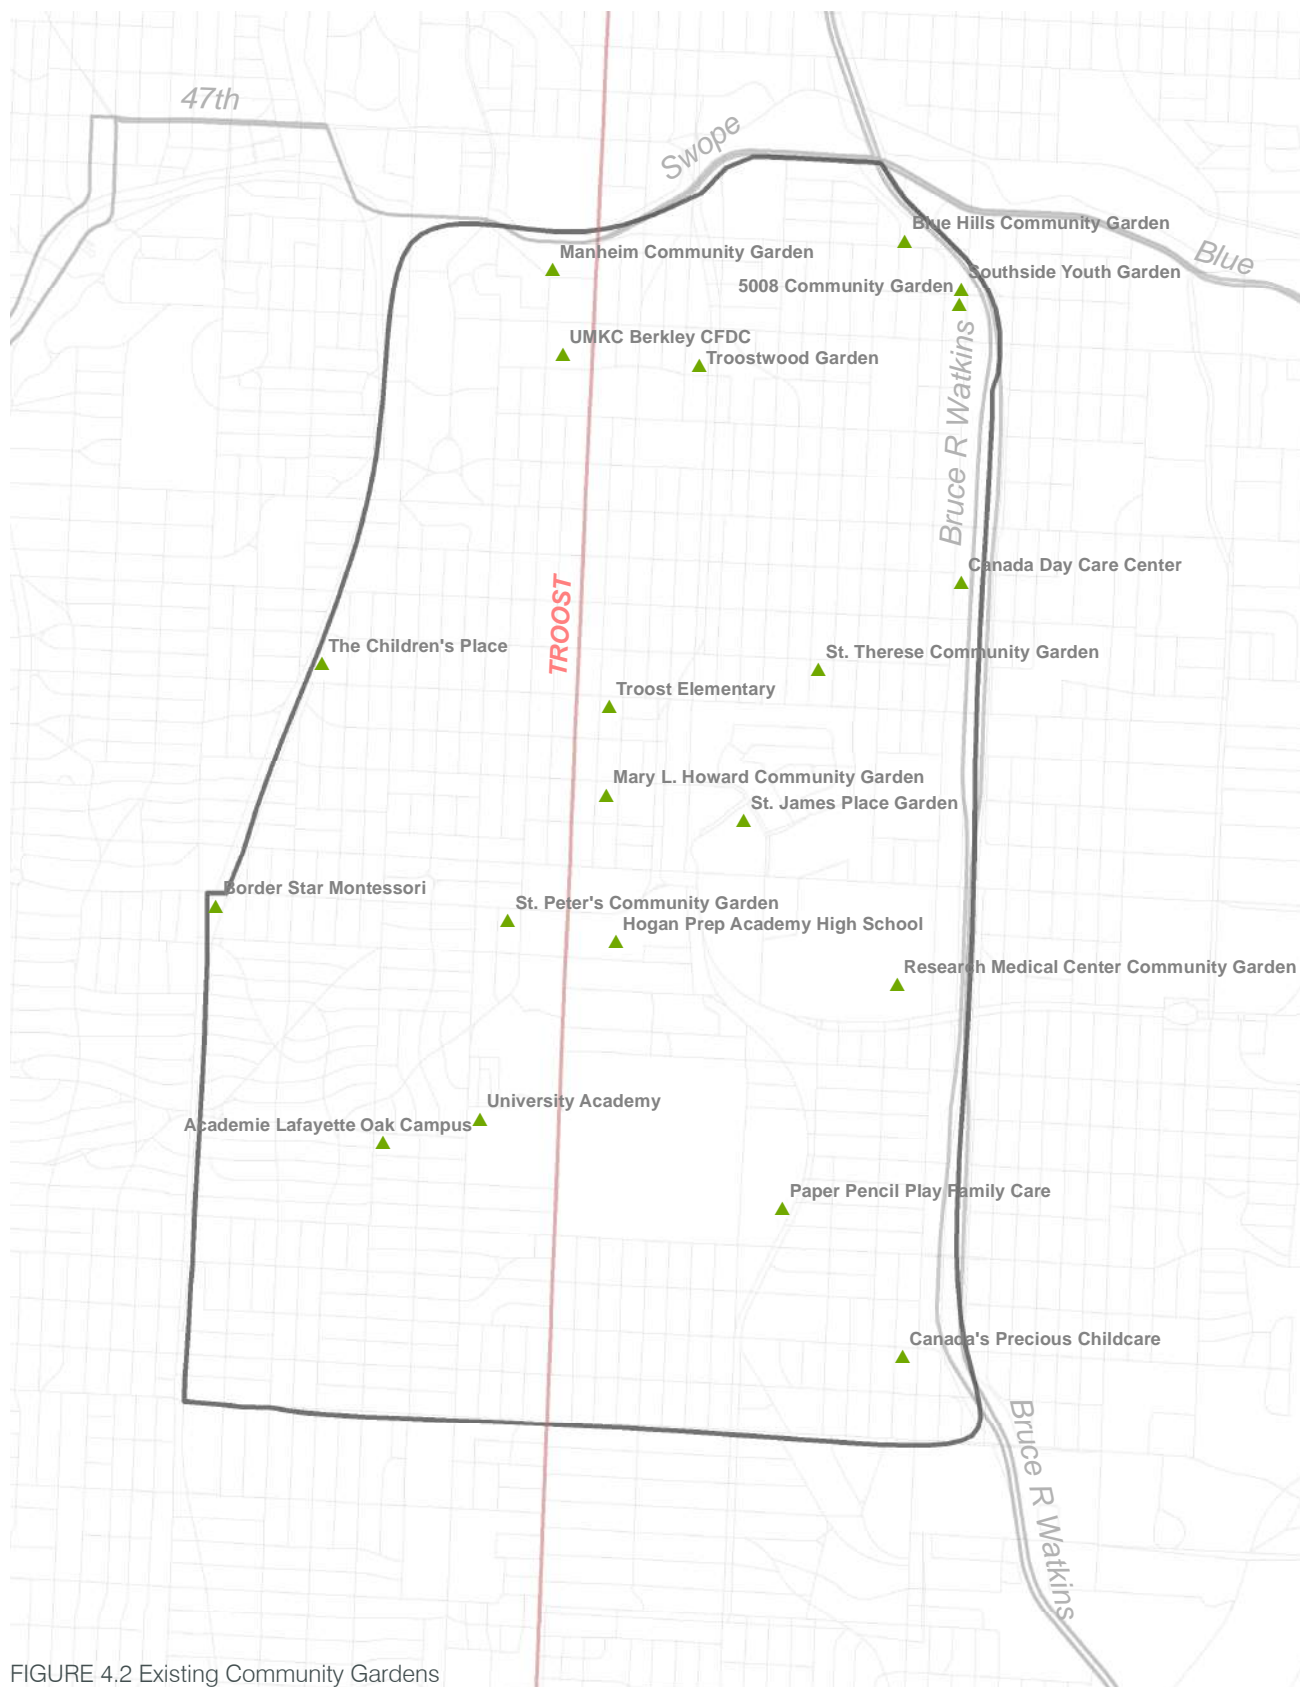 47th
Swope
Blue Hills Community Garden
Manheim Community Garden
Blue
Southside Youth Garden
5008 Community Garden
UMKC Berkley CFDC
Troostwood Garden
Bruce R Watkins
Canada Day Care Center
TROOST
The Children's Place
St. Therese Community Garden
Troost Elementary
Mary L. Howard Community Garden
St. James Place Garden
Border Star Montessori
St. Peter's Community Garden
Hogan Prep Academy High School
Research Medical Center Community Garden
University Academy
Academie Lafayette Oak Campus
Paper Pencil Play Family Care
Canada's Precious Childcare
Bruce R Watkins
FIGURE 4.2 Existing Community Gardens